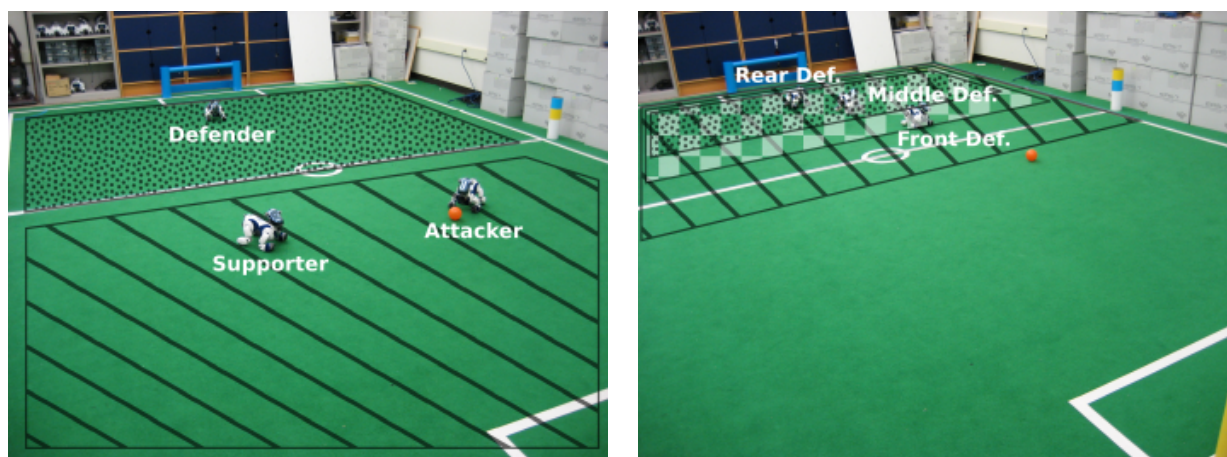 Defender
Attacker
Supporter
Rear Def.
Middle Def.
Front Def.